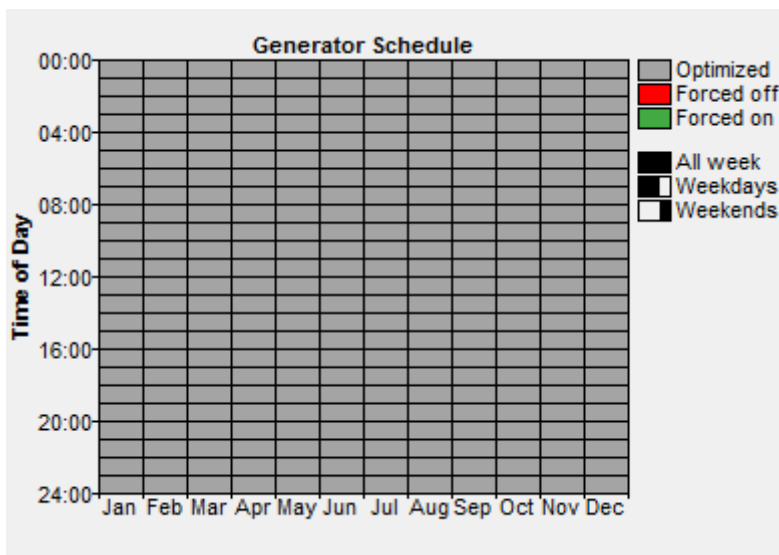 Generator Schedule
00:00
04:00
08:00
12:00
16:00
20:00
24:00
Time of Day
Jan Feb Mar Apr May Jun Jul Aug Sep Oct Nov Dec
Optimized
Forced off
Forced on
All week
Weekdays
Weekends